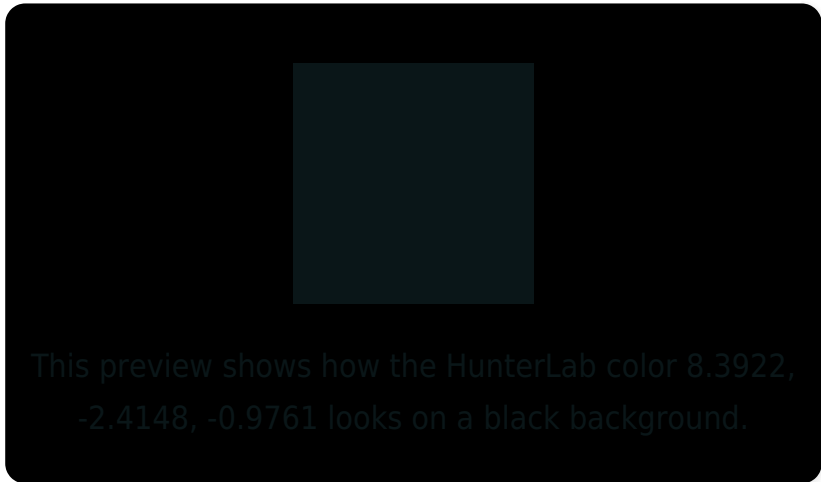 This preview shows how the HunterLab color 8.3922,
-2.4148, -0.9761 looks on a black background.